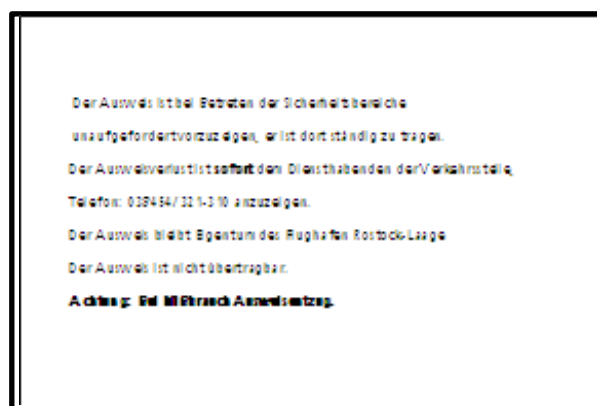 Der Ausweis ist bei Betreten der Sicherheitsbereiche
unaufgefordert vorzuzeigen, er ist dort ständig zu tragen.
Der Ausweisverlust ist sofort dem Diensthabenden der Verkehrsstelle,
Telefon: 038454/321-310 anzuzeigen.
Der Ausweis bleibt Eigentum des Flughafen Rostock-Laage
Der Ausweis ist nicht übertragbar.
Achtung: Bei Mißbrauch Ausweisentzug.